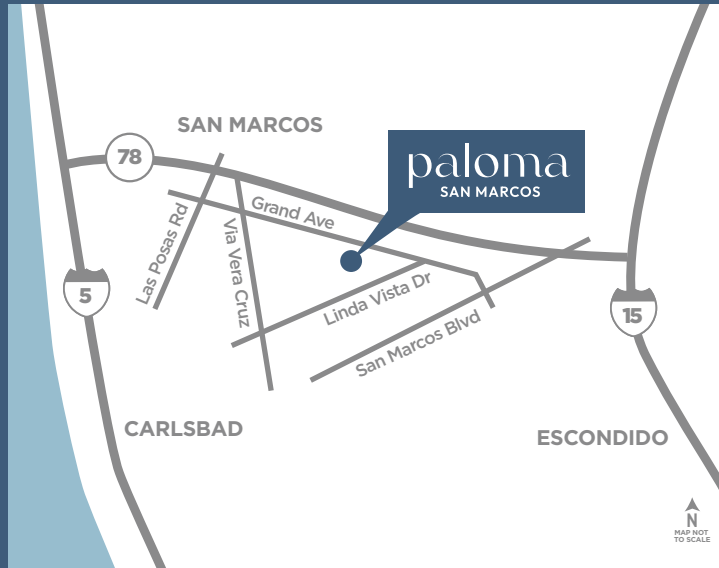 SAN MARCOS
78
paloma
SAN MARCOS
Grand Ave
Las Posas Rd
Via Vera Cruz
Linda Vista Dr
San Marcos Blvd
5
15
CARLSBAD
ESCONDIDO
N
MAP NOT
TO SCALE